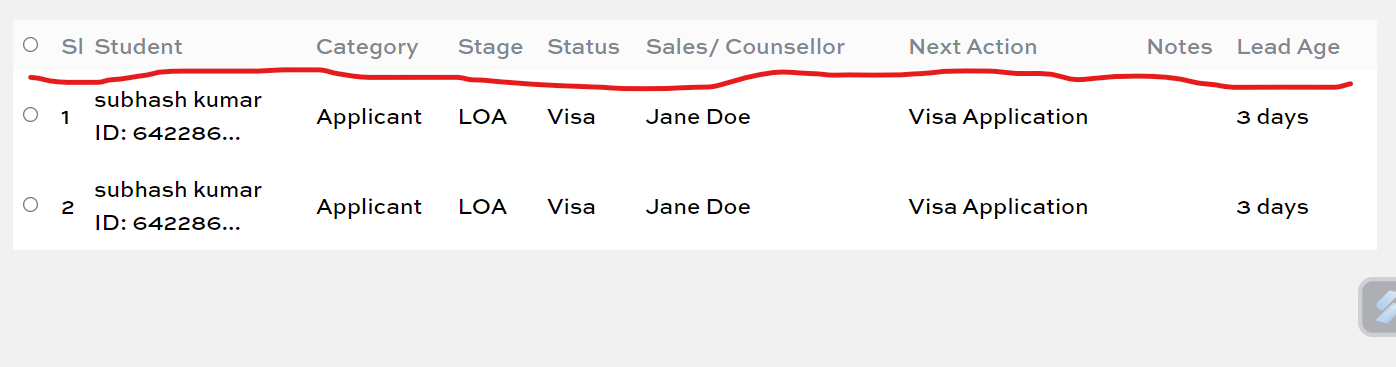 Sl Student Category Stage Status Sales/ Counsellor Next Action Notes Lead Age
subhash kumar
1 Applicant LOA Visa Jane Doe Visa Application 3 days
ID: 642286...
subhash kumar
2 Applicant LOA Visa Jane Doe Visa Application 3 days
ID: 642286...